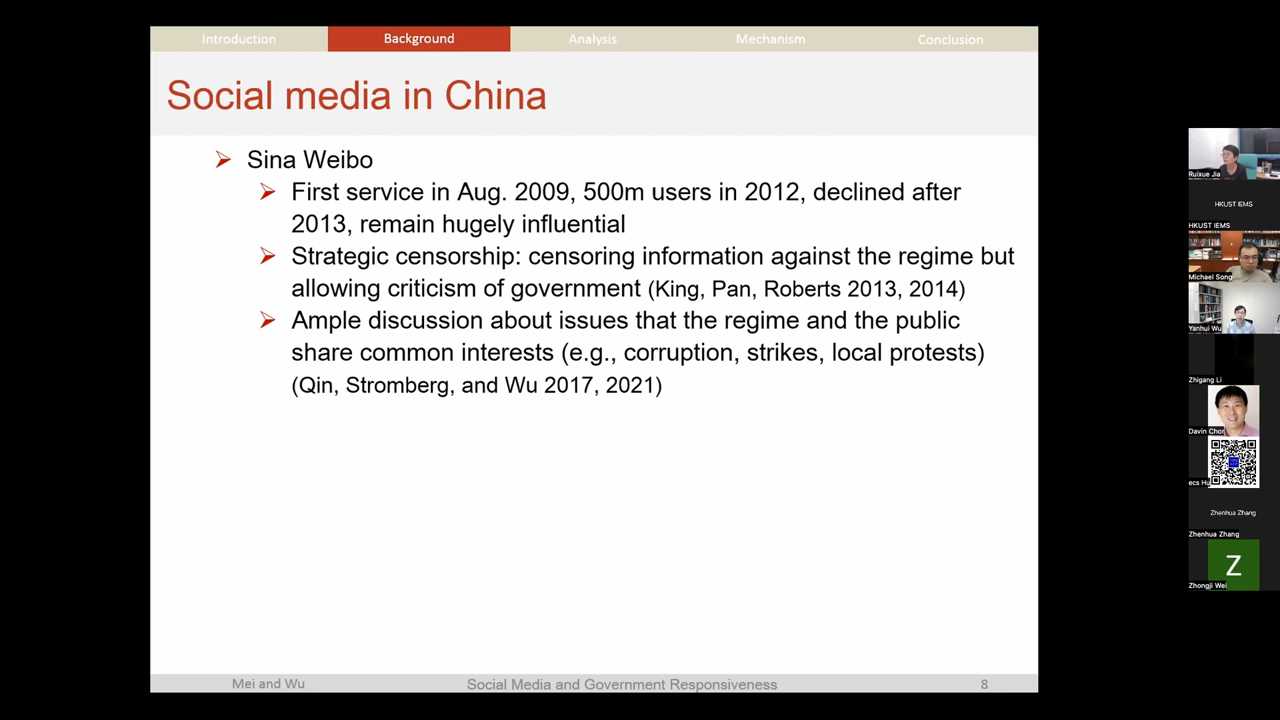 Introduction
Background
Analysis
Mechanism
Conclusion
Social media in China
Sina Weibo
First service in Aug. 2009, 500m users in 2012, declined after
2013, remain hugely influential
Strategic censorship: censoring information against the regime but
allowing criticism of government (King, Pan, Roberts 2013, 2014)
Ample discussion about issues that the regime and the public
share common interests (e.g., corruption, strikes, local protests)
(Qin, Stromberg, and Wu 2017, 2021)
Mei and Wu
Social Media and Government Responsiveness
8
Ruixue Jia
HKUST IEMS
HKUST IEMS
Michael Song
Yanhui Wu
Zhigang Li
Davin Chor
ecs
Zhenhua Zhang
Zhenhua Zhang
Z
Zhongji Wei